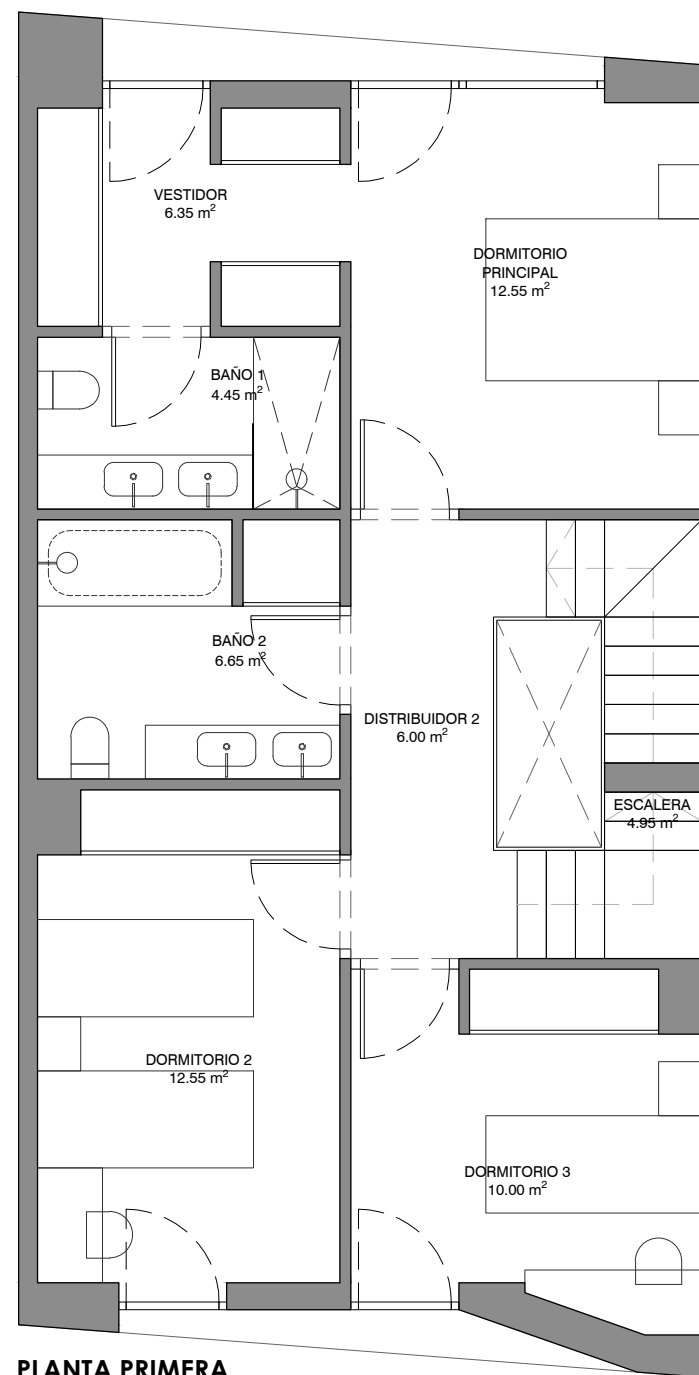 VESTIDOR
6.35 m²
DORMITORIO
PRINCIPAL
12.55 m²
BAÑO 1
4.45 m²
BAÑO 2
6.65 m²
DISTRIBUIDOR 2
6.00 m²
ESCALERA
4.95 m²
DORMITORIO 2
12.55 m²
DORMITORIO 3
10.00 m²
PLANTA PRIMERA